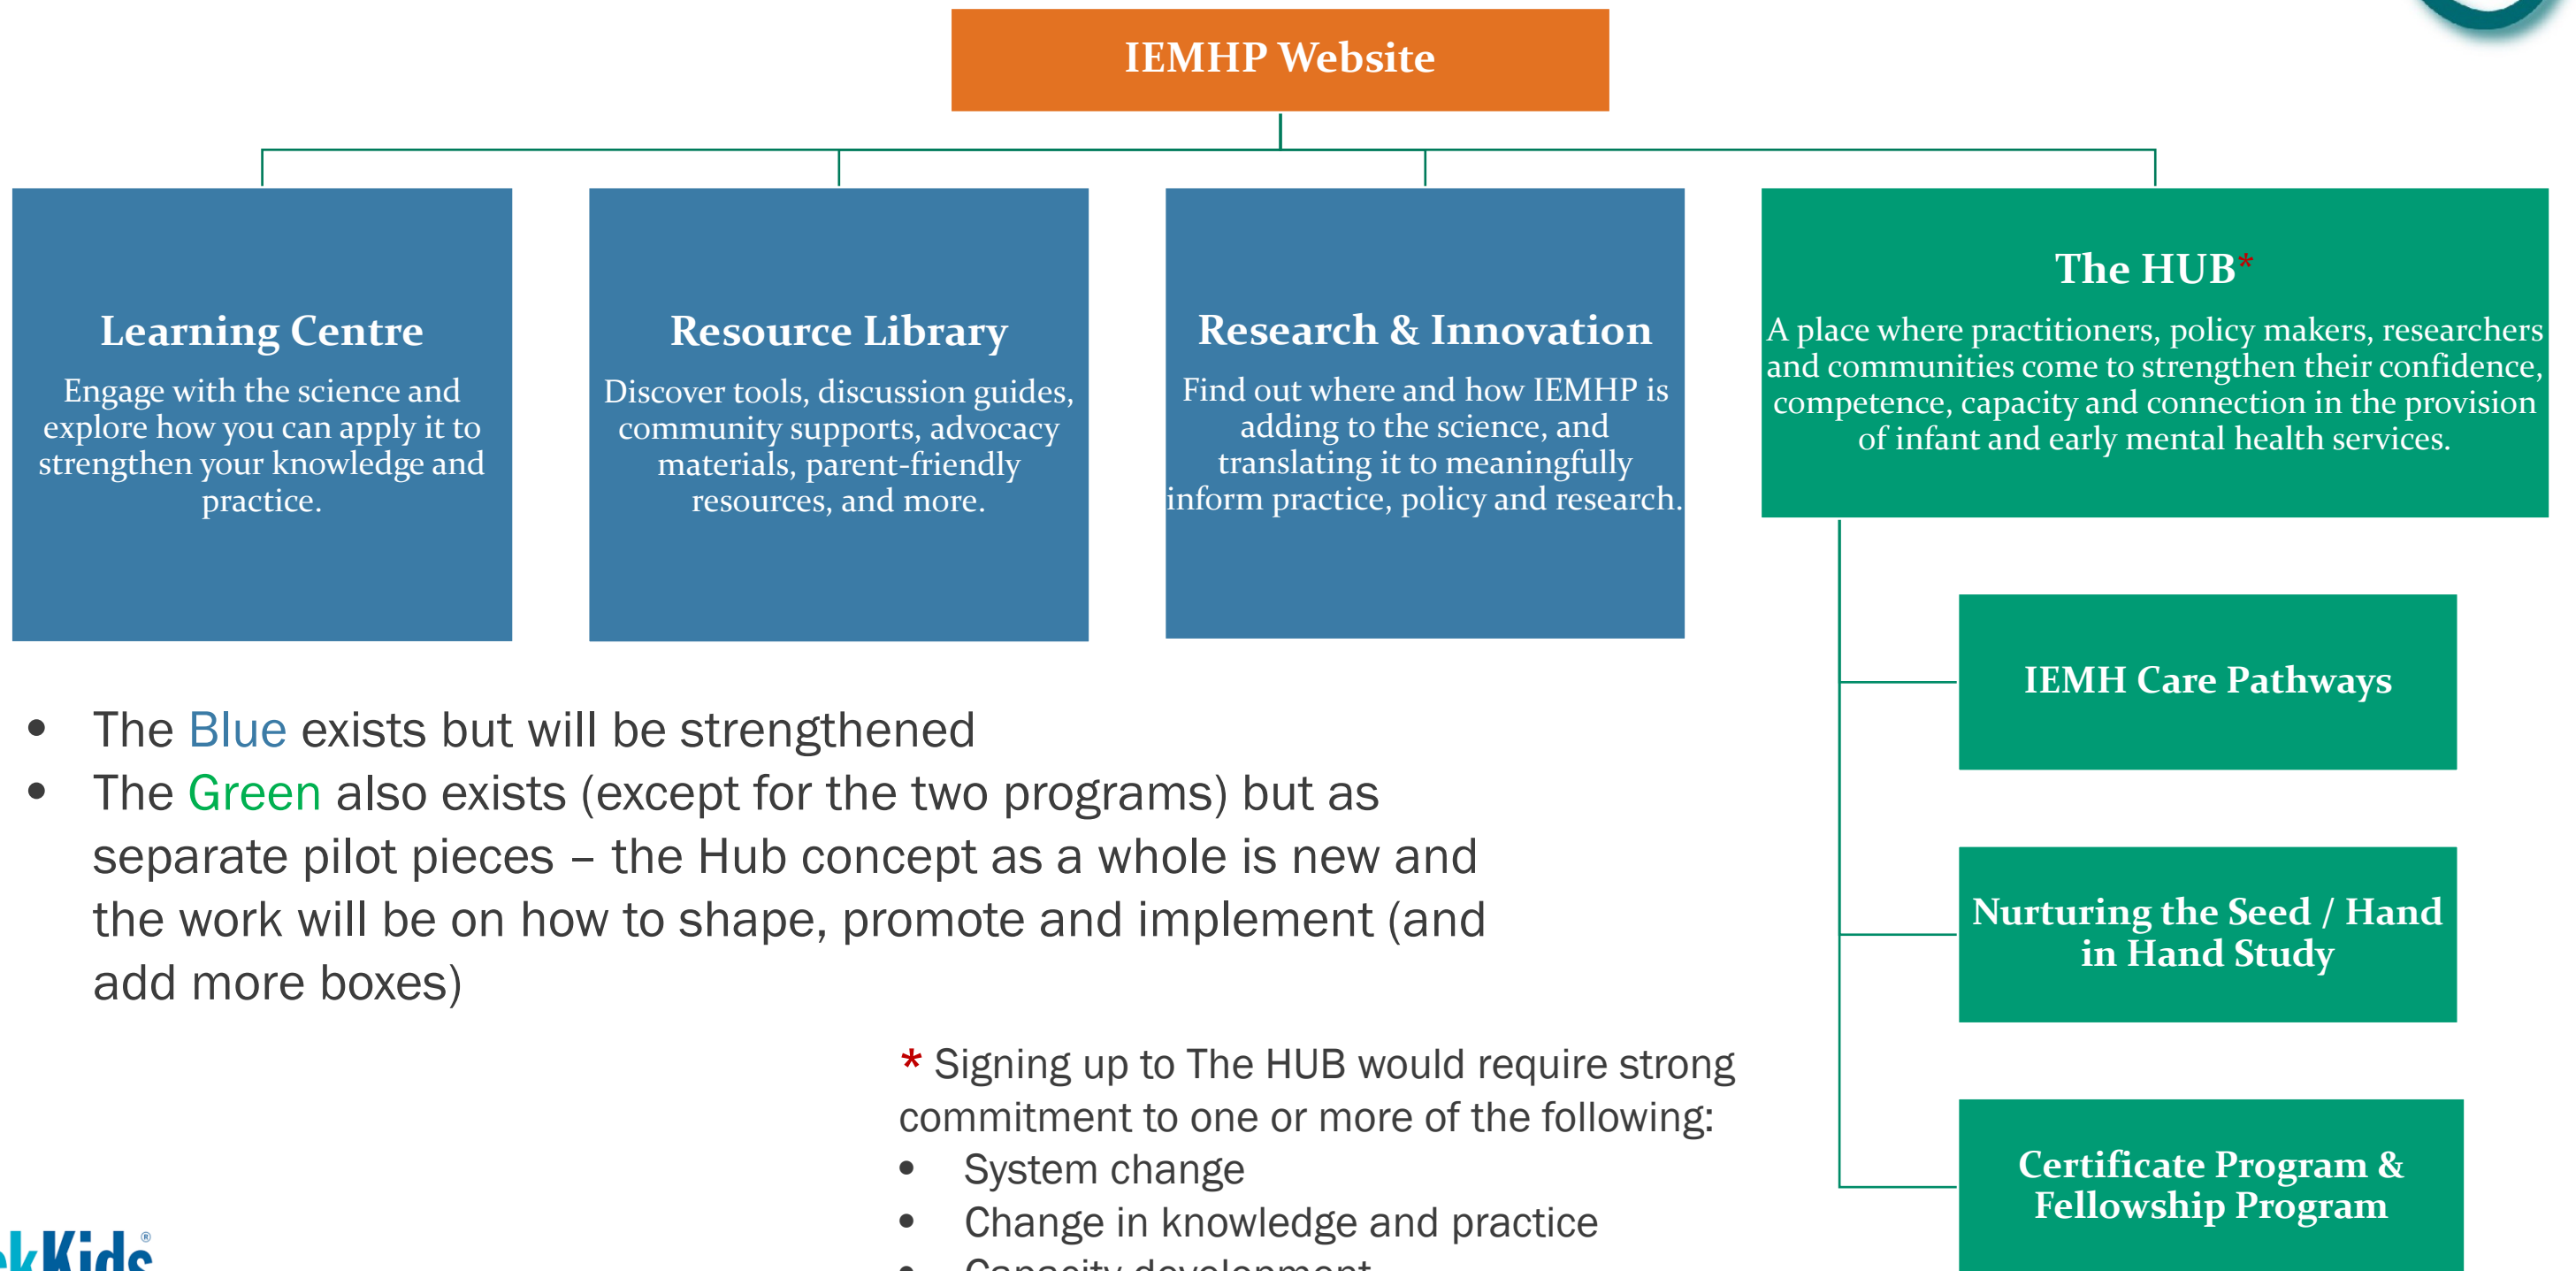 IEMHP Website
Learning Centre
Engage with the science and
explore how you can apply it to
strengthen your knowledge and
practice.
Resource Library
Discover tools, discussion guides,
community supports, advocacy
materials, parent-friendly
resources, and more.
Research & Innovation
Find out where and how IEMHP is
adding to the science, and
translating it to meaningfully
inform practice, policy and research.
The HUB*
A place where practitioners, policy makers, researchers
and communities come to strengthen their confidence,
competence, capacity and connection in the provision
of infant and early mental health services.
IEMH Care Pathways
Nurturing the Seed / Hand
in Hand Study
Certificate Program &
Fellowship Program
• The Blue exists but will be strengthened
• The Green also exists (except for the two programs) but as
separate pilot pieces – the Hub concept as a whole is new and
the work will be on how to shape, promote and implement (and
add more boxes)
* Signing up to The HUB would require strong
commitment to one or more of the following:
• System change
• Change in knowledge and practice
• Capacity development
ekKids®